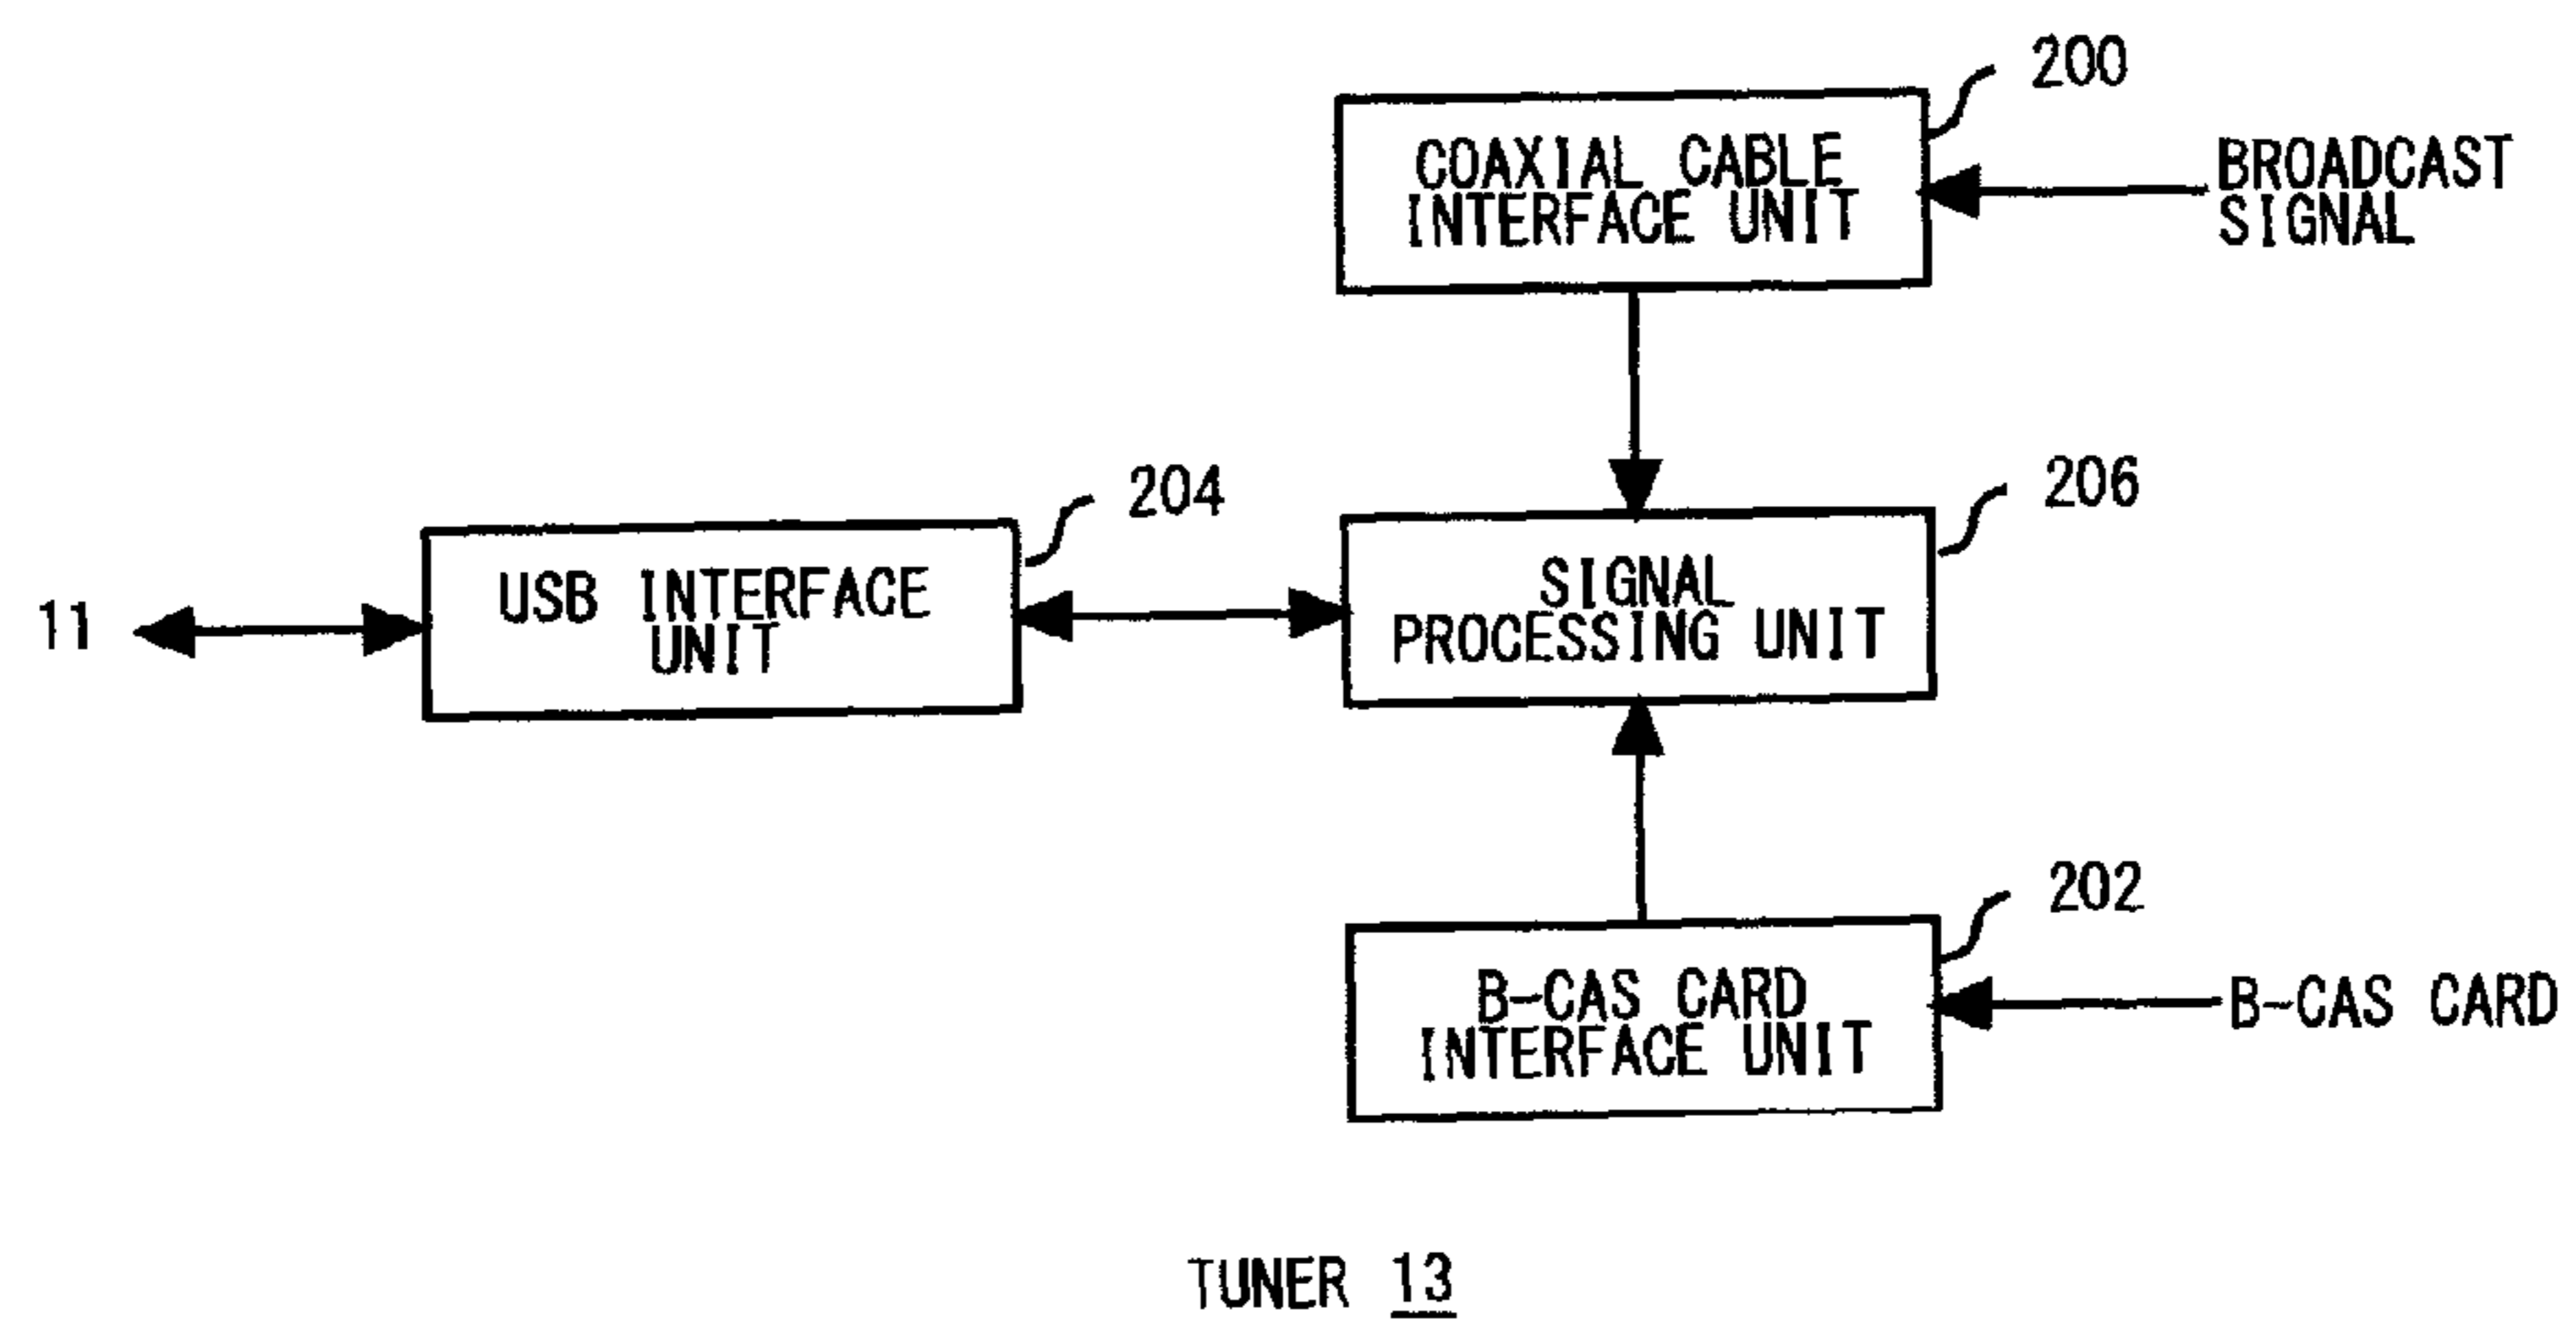 200
COAXIAL CABLE
INTERFACE UNIT
BROADCAST
SIGNAL
204
206
11
USB INTERFACE
UNIT
SIGNAL
PROCESSING UNIT
202
B-CAS CARD
INTERFACE UNIT
B-CAS CARD
TUNER 13